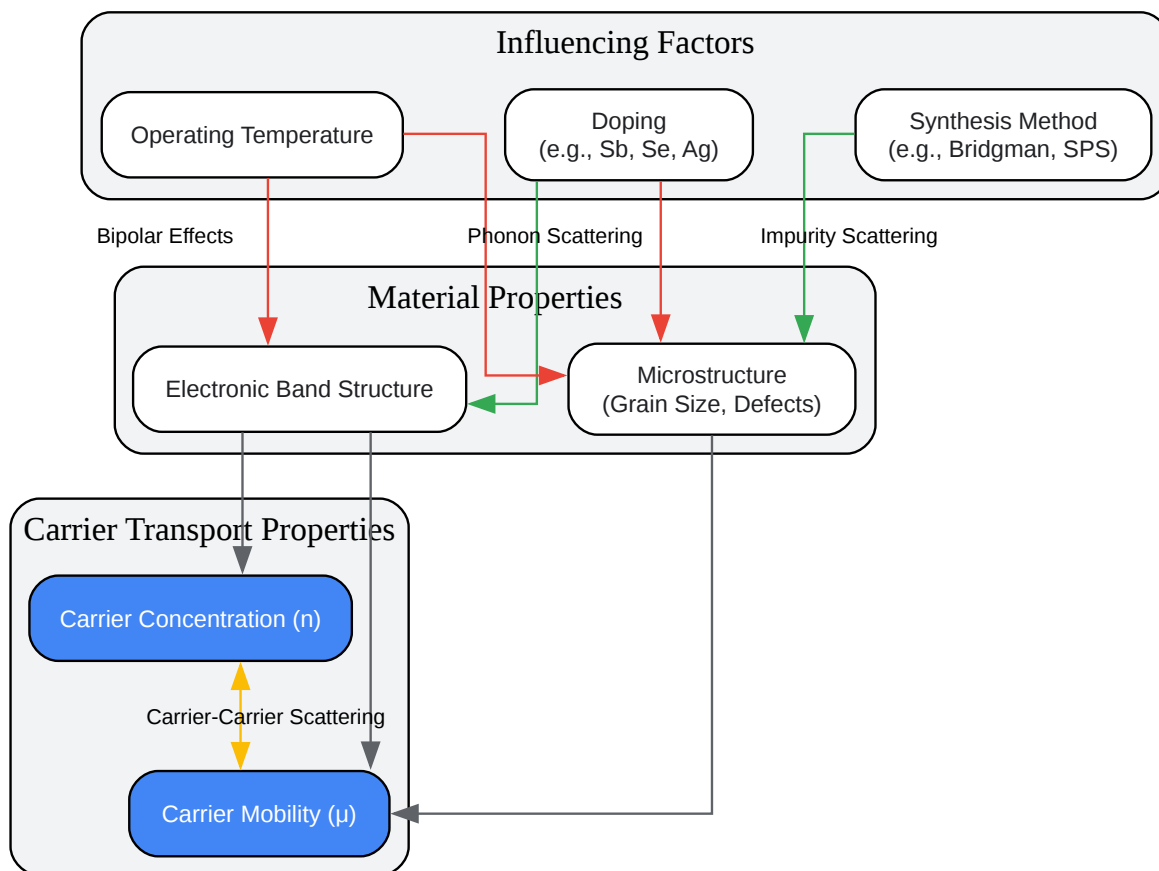 Influencing Factors
Operating Temperature
Doping
(e.g., Sb, Se, Ag)
Synthesis Method
(e.g., Bridgman, SPS)
Bipolar Effects
Phonon Scattering
Impurity Scattering
Material Properties
Electronic Band Structure
Microstructure
(Grain Size, Defects)
Carrier Transport Properties
Carrier Concentration (n)
Carrier-Carrier Scattering
Carrier Mobility (μ)